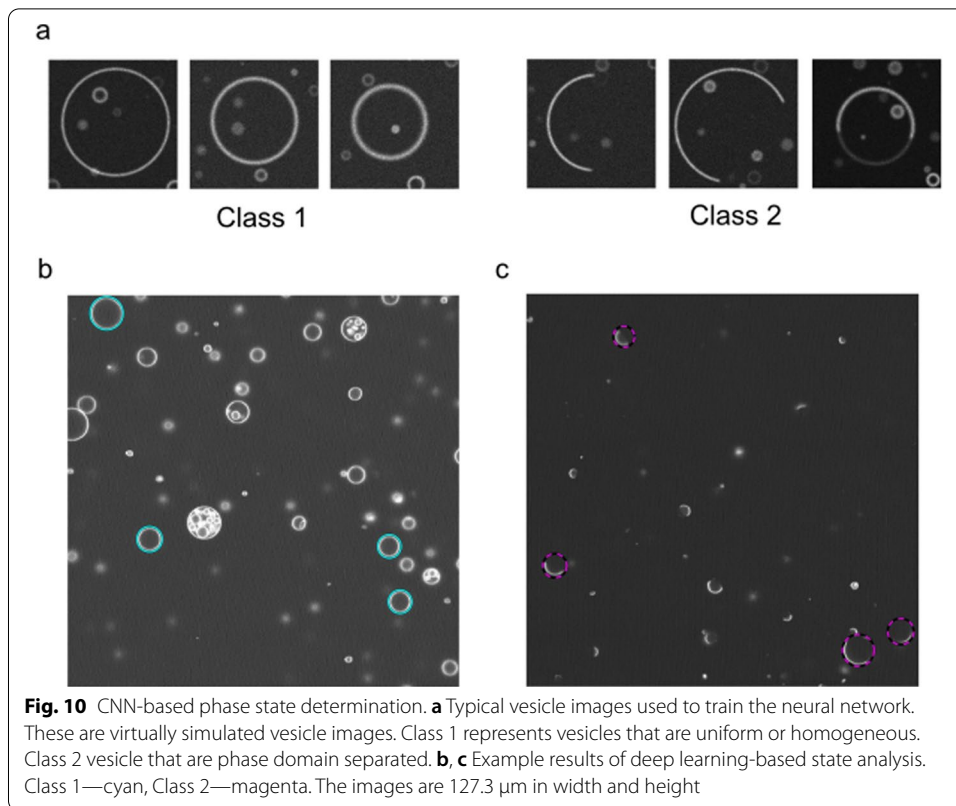 a
Class 1
Class 2
b
c
Fig. 10 CNN-based phase state determination. a Typical vesicle images used to train the neural network.
These are virtually simulated vesicle images. Class 1 represents vesicles that are uniform or homogeneous.
Class 2 vesicle that are phase domain separated. b, c Example results of deep learning-based state analysis.
Class 1—cyan, Class 2—magenta. The images are 127.3 μm in width and height